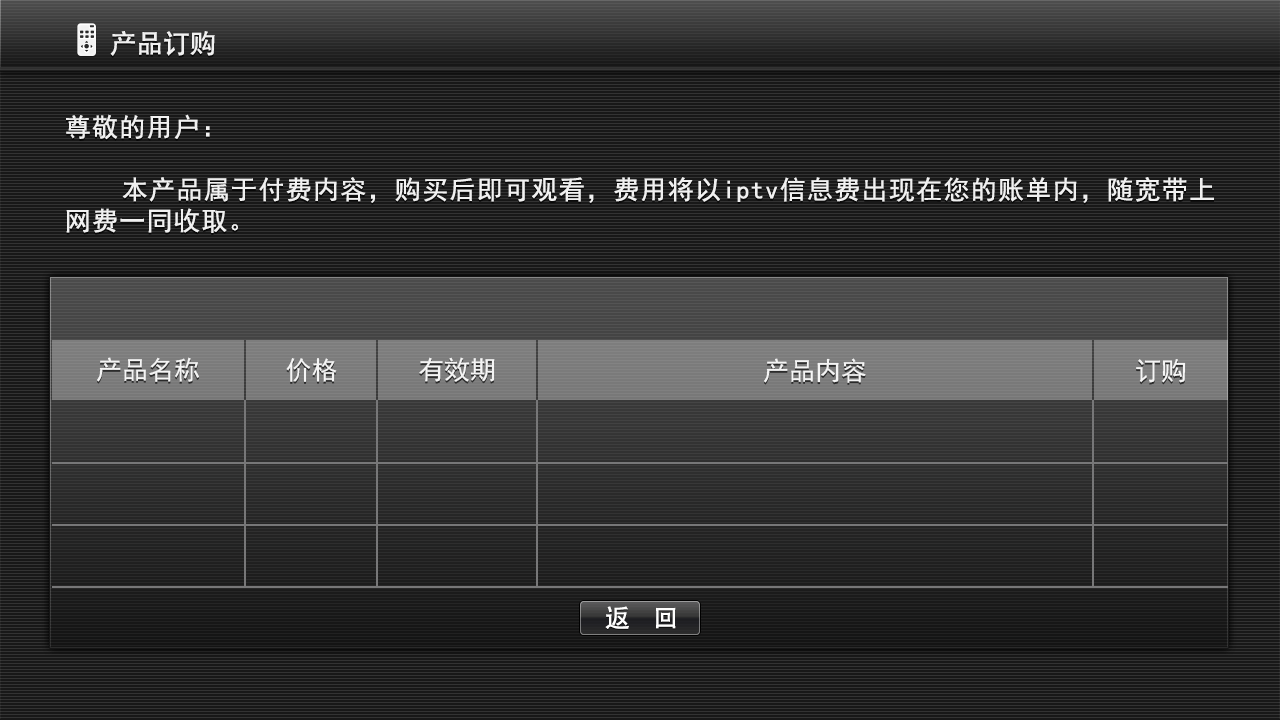 产品订购
尊敬的用户：
本产品属于付费内容，购买后即可观看，费用将以iptv信息费出现在您的账单内，随宽带上
网费一同收取。
产品名称 价格 有效期 产品内容 订购
返 回